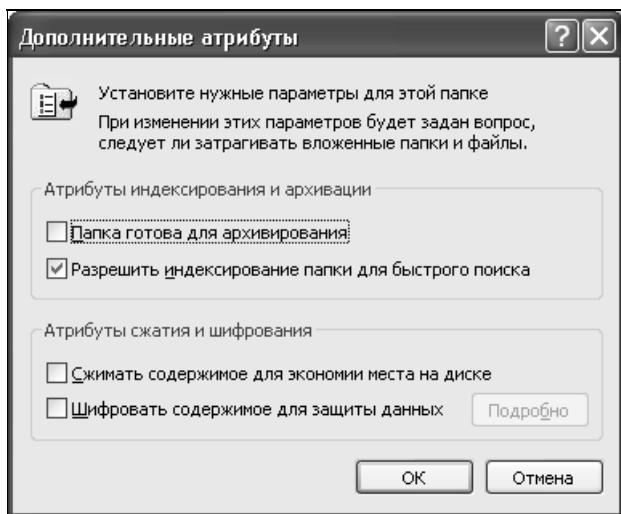 Дополнительные атрибуты
Установите нужные параметры для этой папке
При изменении этих параметров будет задан вопрос,
следует ли затрагивать вложенные папки и файлы.
Атрибуты индексирования и архивации
Папка готова для архивирования
Разрешить индексирование папки для быстрого поиска
Атрибуты сжатия и шифрования
Сжимать содержимое для экономии места на диске
Шифровать содержимое для защиты данных
Подробно
ОК
Отмена